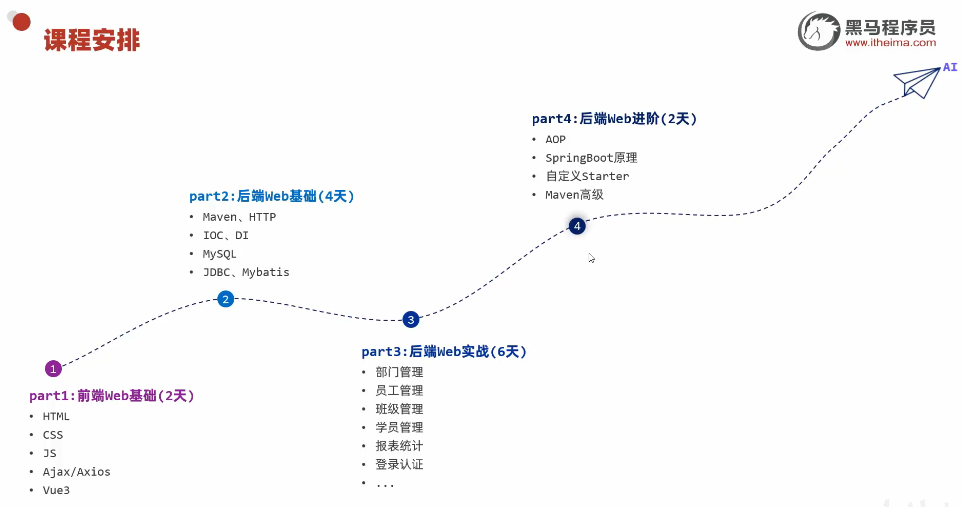 课程安排
黑马程序员
www.itheima.com
AI
part4:后端Web进阶(2天)
• AOP
• SpringBoot原理
• 自定义Starter
• Maven高级
4
part2:后端Web基础(4天)
• Maven、HTTP
• IOC、DI
• MySQL
• JDBC、Mybatis
2
3
part3:后端Web实战(6天)
• 部门管理
• 员工管理
• 班级管理
• 学员管理
• 报表统计
• 登录认证
• ...
1
part1:前端Web基础(2天)
• HTML
• CSS
• JS
• Ajax/Axios
• Vue3